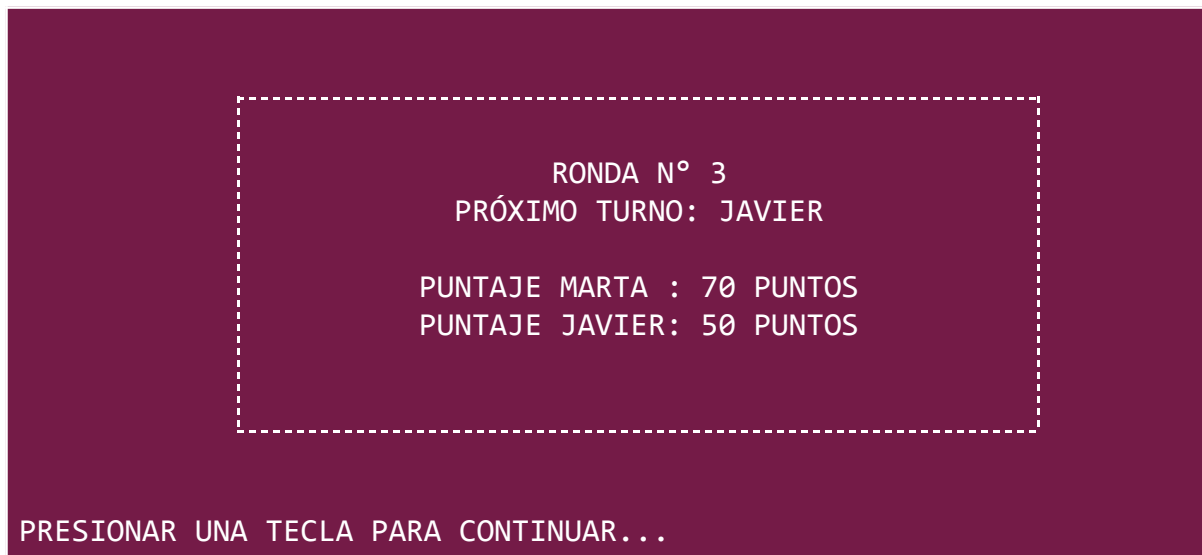 RONDA N° 3
PRÓXIMO TURNO: JAVIER
PUNTAJE MARTA : 70 PUNTOS
PUNTAJE JAVIER: 50 PUNTOS
PRESIONAR UNA TECLA PARA CONTINUAR...